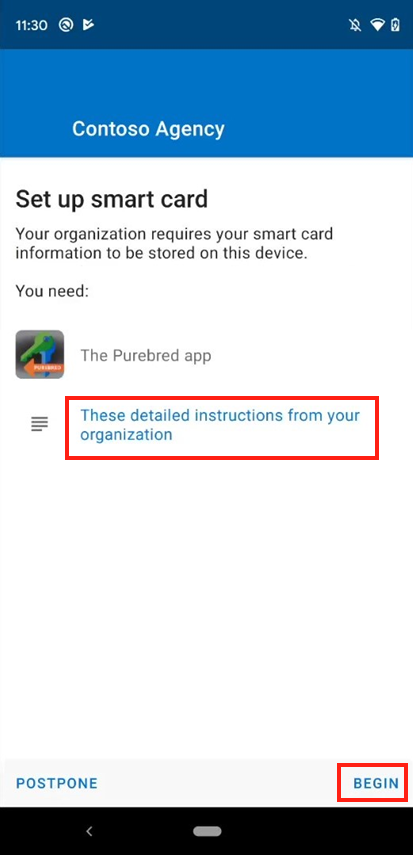 11:30
Contoso Agency
Set up smart card
Your organization requires your smart card
information to be stored on this device.
You need:
PUREBRED
The Purebred app
These detailed instructions from your
organization
POSTPONE
BEGIN